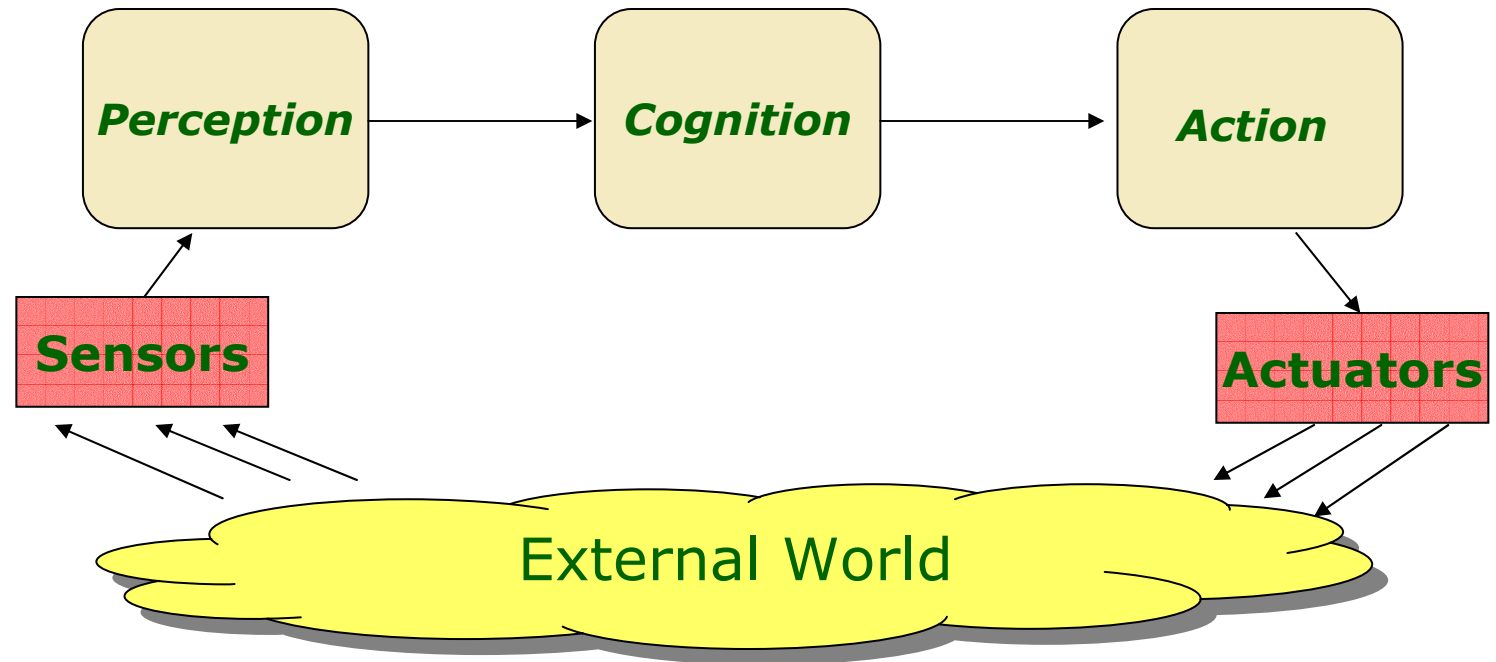 Perception
Cognition
Action
Sensors
Actuators
External World